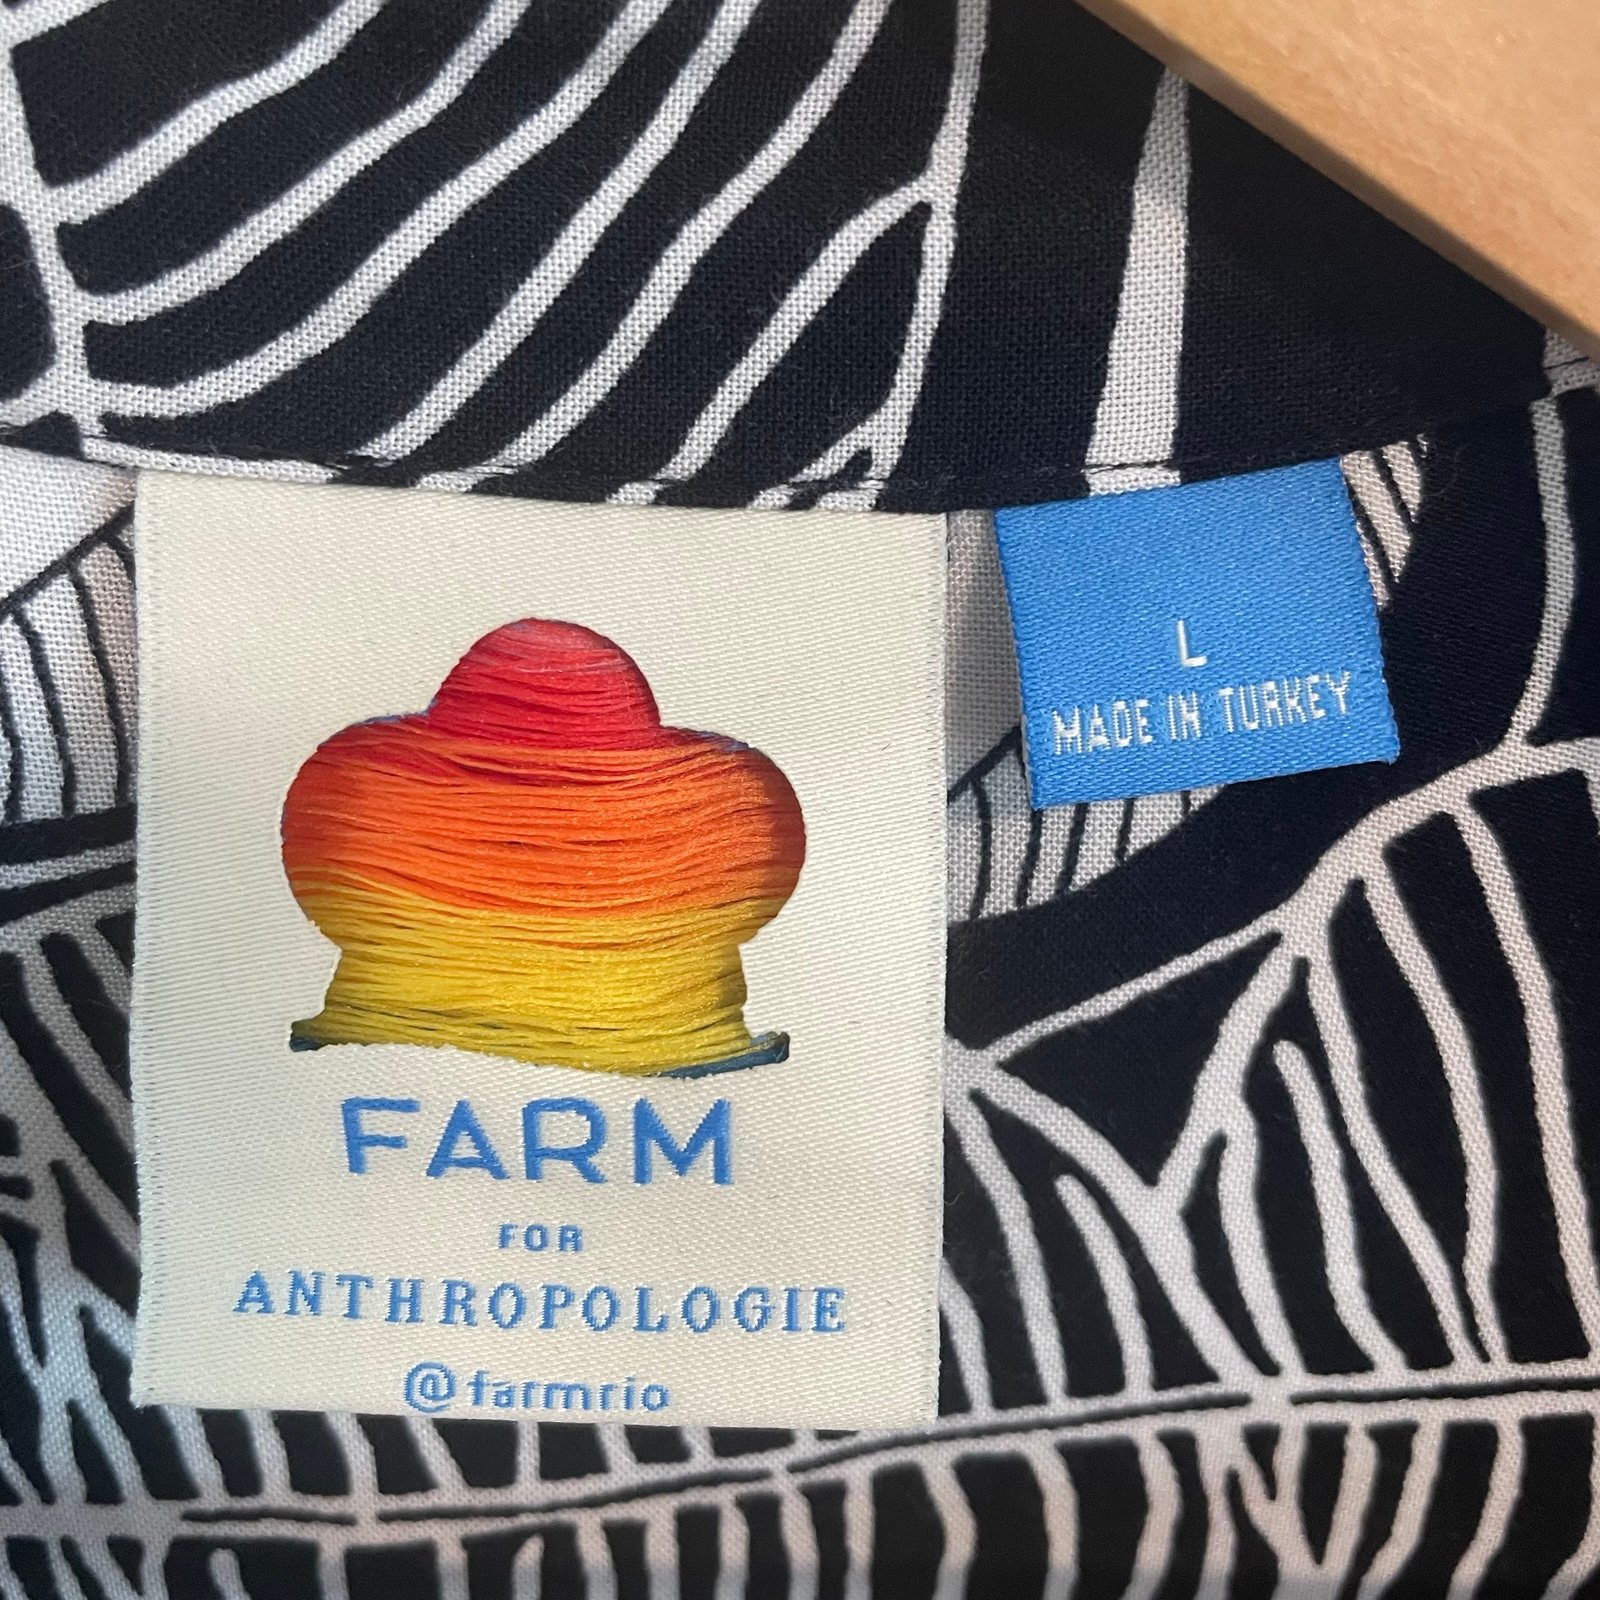 FARM
FOR
ANTHROPOLOGIE
@farmrio
L
MADE IN TURKEY